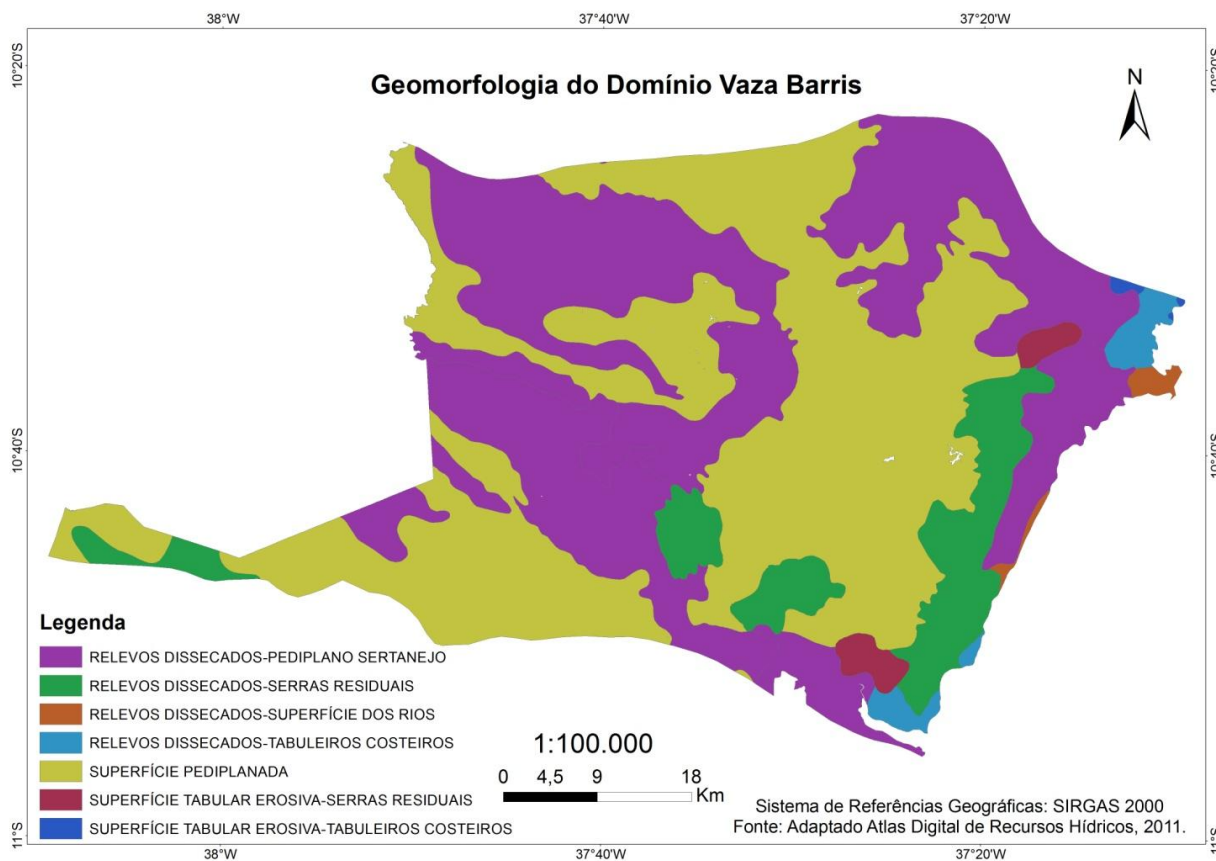 38°W 37°40'W 37°20'W
10°20'S 10°20'S
Geomorfologia do Domínio Vaza Barris
N
10°40'S 10°40'S
Legenda
RELEVOS DISSECADOS-PEDIPLANO SERTANEJO
RELEVOS DISSECADOS-SERRAS RESIDUAIS
RELEVOS DISSECADOS-SUPERFÍCIE DOS RIOS
RELEVOS DISSECADOS-TABULEIROS COSTEIROS
SUPERFÍCIE PEDIPLANADA
SUPERFÍCIE TABULAR EROSIVA-SERRAS RESIDUAIS
SUPERFÍCIE TABULAR EROSIVA-TABULEIROS COSTEIROS
1:100.000
0 4,5 9 18
Km
Sistema de Referências Geográficas: SIRGAS 2000
Fonte: Adaptado Atlas Digital de Recursos Hídricos, 2011.
11°S 11°S
38°W 37°40'W 37°20'W